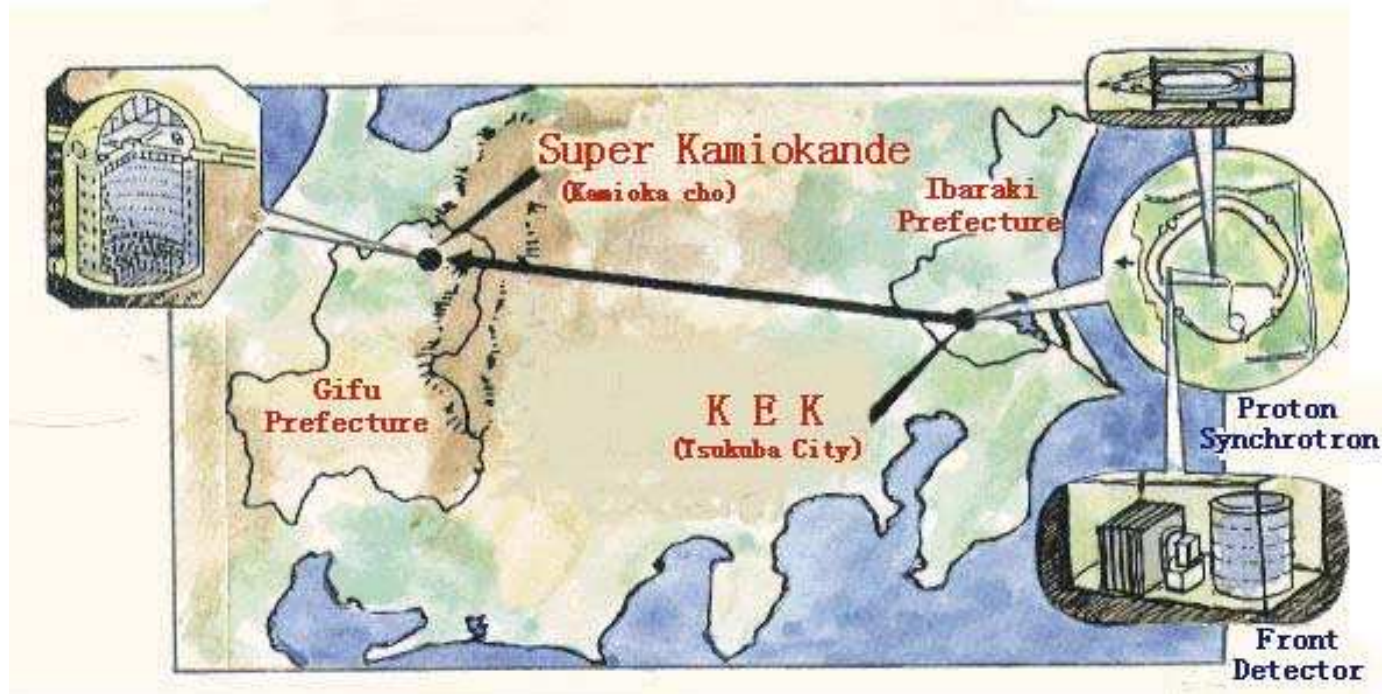 Super Kamiokande
(Kamioka cho)
Ibaraki
Prefecture
Gifu
Prefecture
K E K
(Tsukuba City)
Proton
Synchrotron
Front
Detector